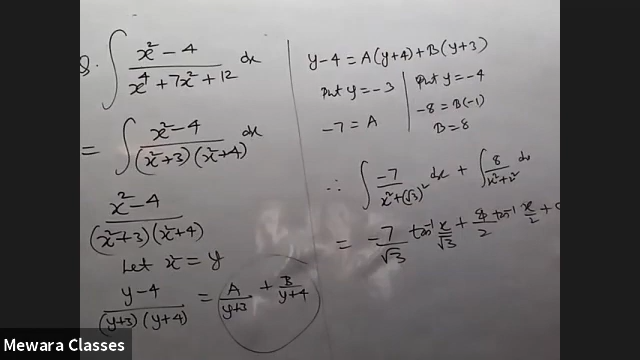 Q. ∫ x² - 4 / x⁴ + 7x² + 12 dx
= ∫ x² - 4 / (x² + 3)(x² + 4) dx
x² - 4 / (x² + 3)(x² + 4)
Let x² = y
y - 4 / (y+3)(y+4) = A / y+3 + B / y+4
y - 4 = A(y+4) + B(y+3)
Put y = -3
-7 = A
Put y = -4
-8 = B(-1)
B = 8
∴ ∫ -7 / x² + (√3)² dx + ∫ 8 / x² + 2² dx
= -7 / √3 tan⁻¹ x / √3 + 8 / 2 tan⁻¹ x / 2 +
Mewara Classes